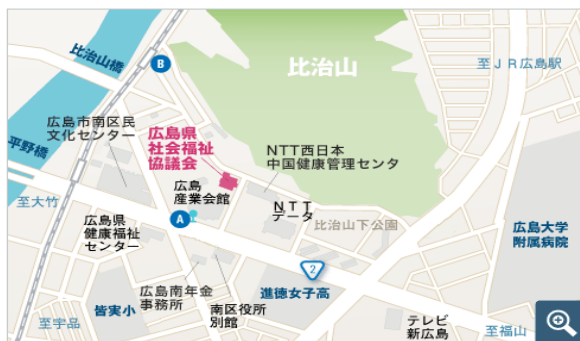 比治山橋
B
比治山
至JR広島駅
広島市南区民
文化センター
広島県
社会福祉
協議会
平野橋
NTT西日本
中国健康管理センタ
至大竹
広島
産業会館
NTT
データ
A
比治山下公園
広島県
健康福祉
センター
広島大学
附属病院
2
広島南年金
事務所
皆実小
南区役所
別館
進徳女子高
至宇品
テレビ
新広島
至福山